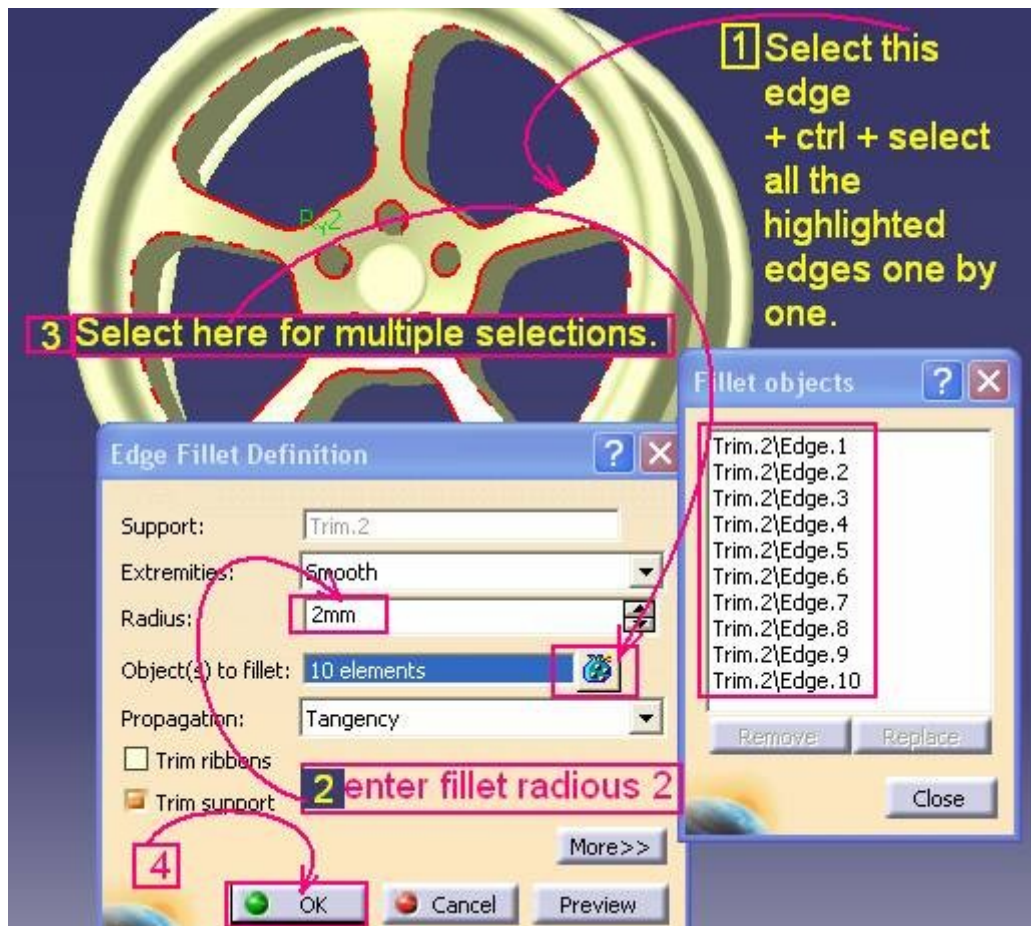 1 Select this
edge
+ ctrl + select
all the
highlighted
edges one by
one.
3 Select here for multiple selections.
Fillet objects
Trim.2\Edge.1
Trim.2\Edge.2
Trim.2\Edge.3
Trim.2\Edge.4
Trim.2\Edge.5
Trim.2\Edge.6
Trim.2\Edge.7
Trim.2\Edge.8
Trim.2\Edge.9
Trim.2\Edge.10
Remove Replace
Close
Edge Fillet Definition
Support: Trim.2
Extremities: Smooth
Radius: 2mm
Object(s) to fillet: 10 elements
Propagation: Tangency
Trim ribbons
Trim support
2 enter fillet radious 2
More>>
4
OK Cancel Preview